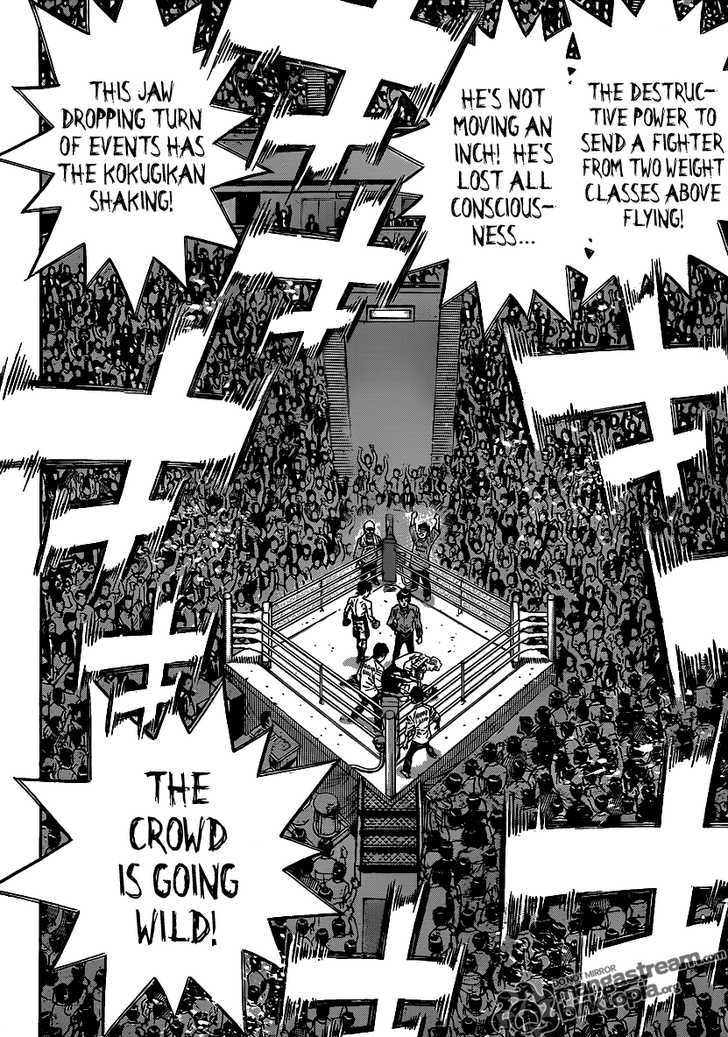 THE DESTRUC-
TIVE POWER TO
SEND A FIGHTER
FROM TWO WEIGHT
CLASSES ABOVE
FLYING!
HE'S NOT
MOVING AN
INCH! HE'S
LOST ALL
CONSCIOUS-
NESS...
THIS JAW
DROPPING TURN
OF EVENTS HAS
THE KOKUGIKAN
SHAKING!
THE
CROWD
IS GOING
WILD!
MIRROR
mangastream.com